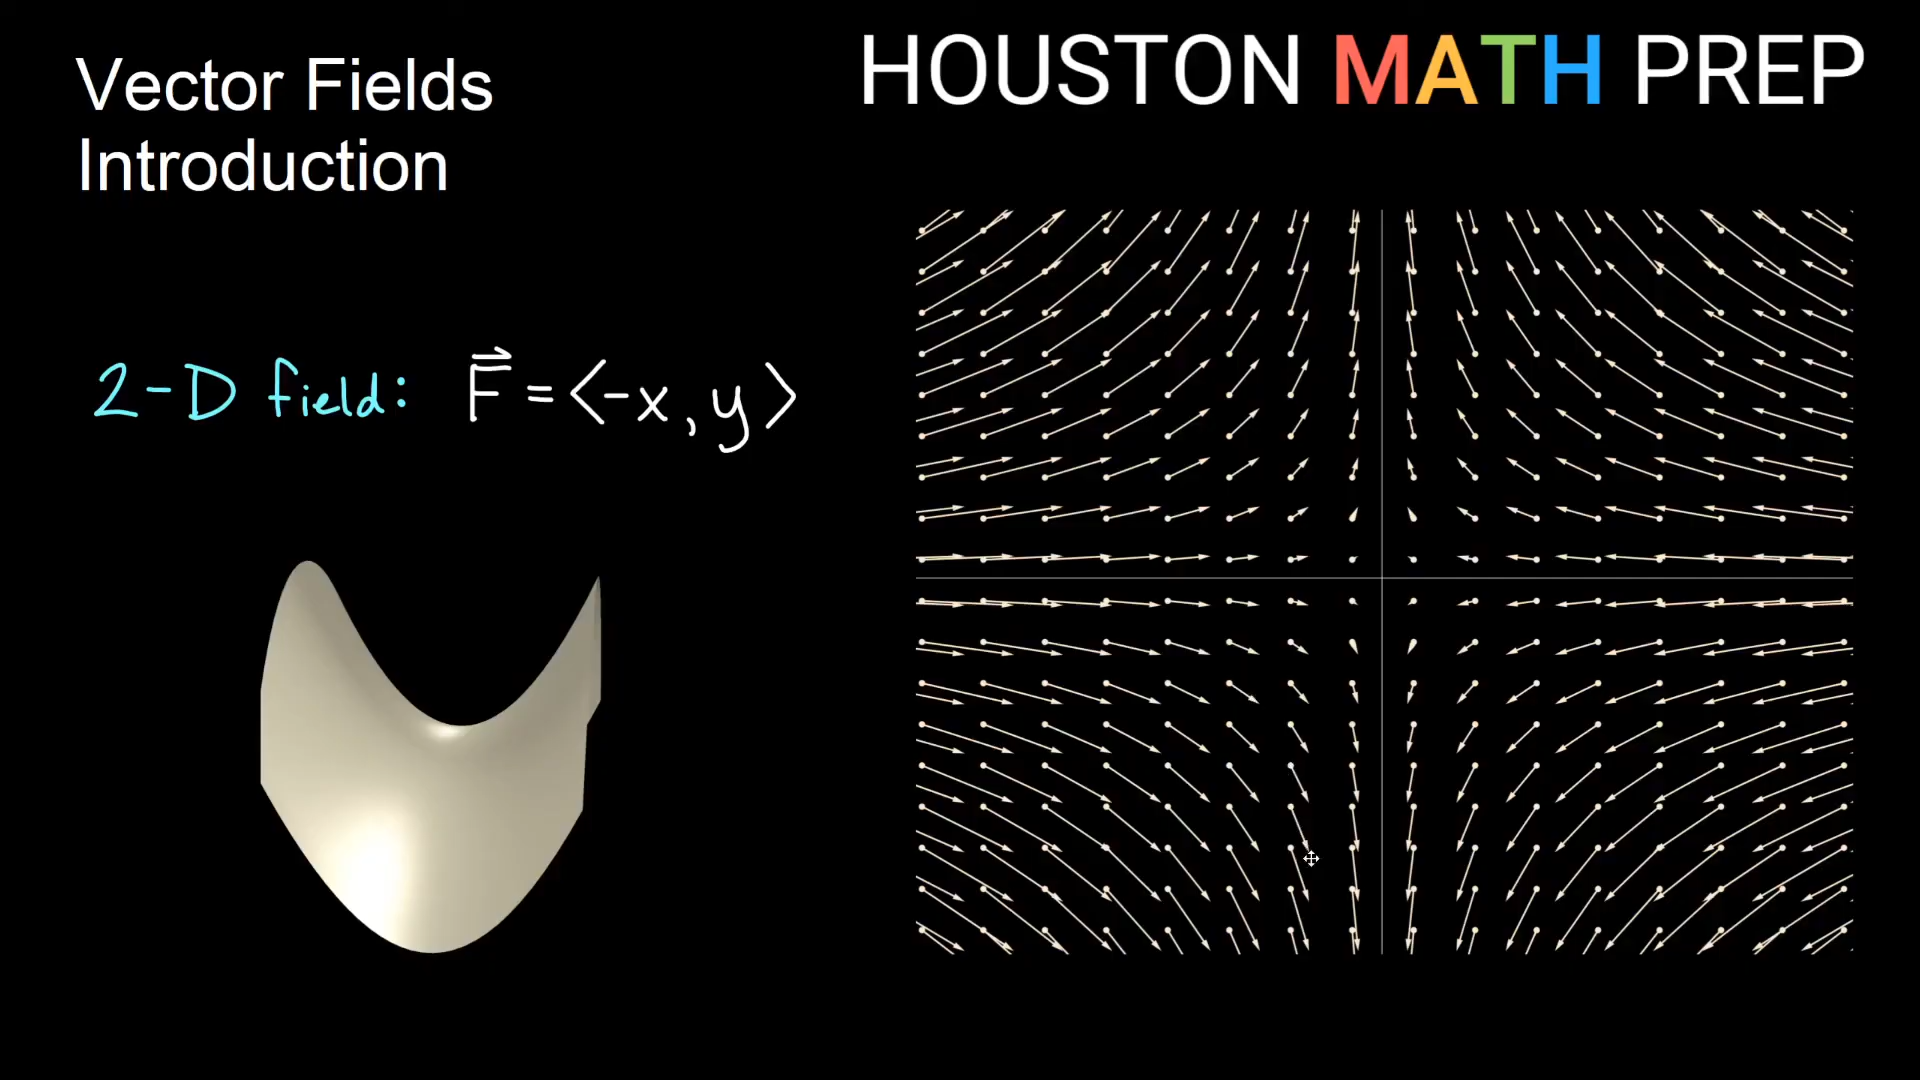 Vector Fields
Introduction
HOUSTON MATH PREP
2-D field: F⃗ = ⟨-x, y⟩